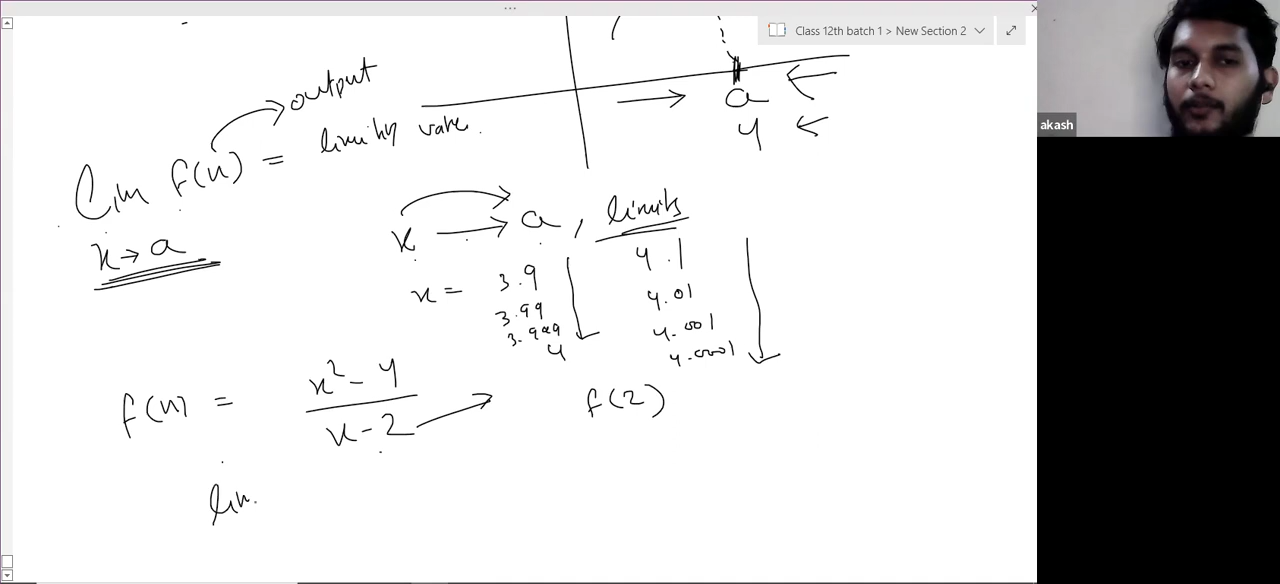 Class 12th batch 1 > New Section 2
akash
output
a
4
Lim f(x) = limiting value.
x → a
x → a, limits
x = 3.9 4.1
3.99 4.01
3.999 4.001
4 4.0001
f(x) = x² - 4 / x - 2 f(2)
lim